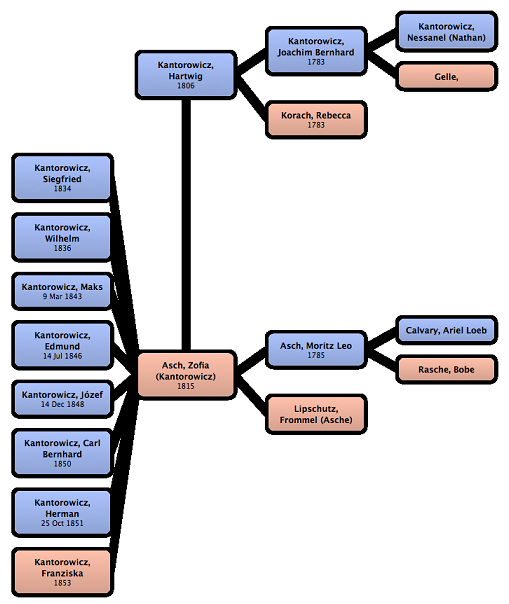 Kantorowicz,
Nessanel (Nathan)
Kantorowicz,
Joachim Bernhard
1783
Kantorowicz,
Hartwig
1806
Gelle,
Korach, Rebecca
1783
Kantorowicz,
Siegfried
1834
Kantorowicz,
Wilhelm
1836
Kantorowicz, Maks
9 Mar 1843
Kantorowicz,
Edmund
14 Jul 1846
Kantorowicz, Józef
14 Dec 1848
Kantorowicz, Carl
Bernhard
1850
Kantorowicz,
Herman
25 Oct 1851
Kantorowicz,
Franziska
1853
Asch, Zofia
(Kantorowicz)
1815
Asch, Moritz Leo
1785
Calvary, Ariel Loeb
Rasche, Bobe
Lipschutz,
Frommel (Asche)